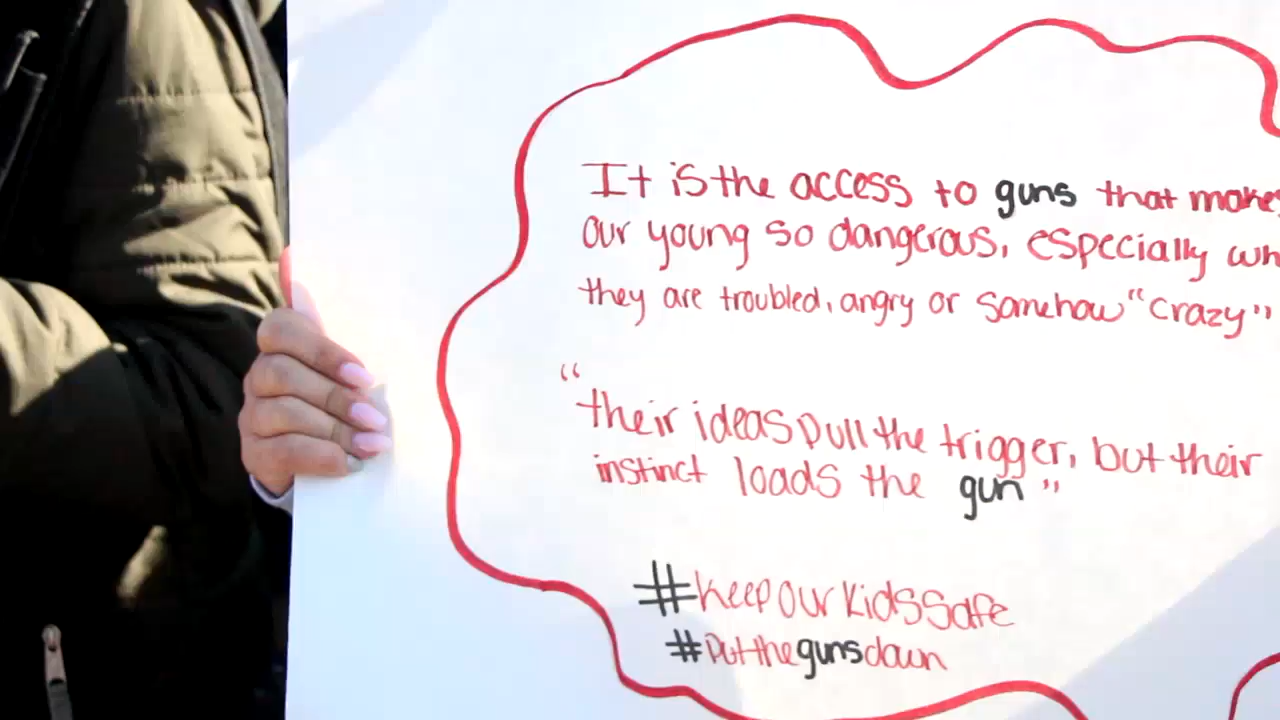 It is the access to guns that makes
our young so dangerous, especially wh
they are troubled, angry or somehow "crazy"
"their ideas pull the trigger, but their
instinct loads the gun"
#KeepOurKidsSafe
#Putthegunsdown